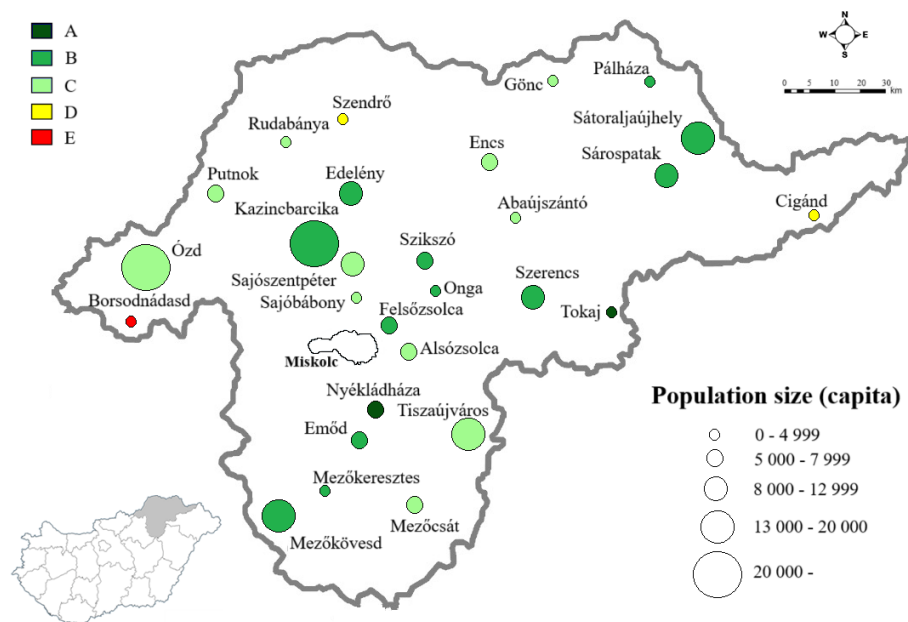 A
B
C
D
E
N
W E
S
0 5 10 20 30
km
Gönc
Pálháza
Szendrő
Rudabánya
Sátoraljaújhely
Encs
Sárospatak
Putnok
Edelény
Abaújszántó
Cigánd
Kazincbarcika
Szikszó
Ózd
Sajószentpéter
Szerencs
Borsodnádasd
Sajóbábony
Onga
Felsőzsolca
Tokaj
Miskolc
Alsózsolca
Nyékládháza
Tiszaújváros
Emőd
Mezőkeresztes
Mezőcsát
Mezőkövesd
Population size (capita)
0 - 4 999
5 000 - 7 999
8 000 - 12 999
13 000 - 20 000
20 000 -